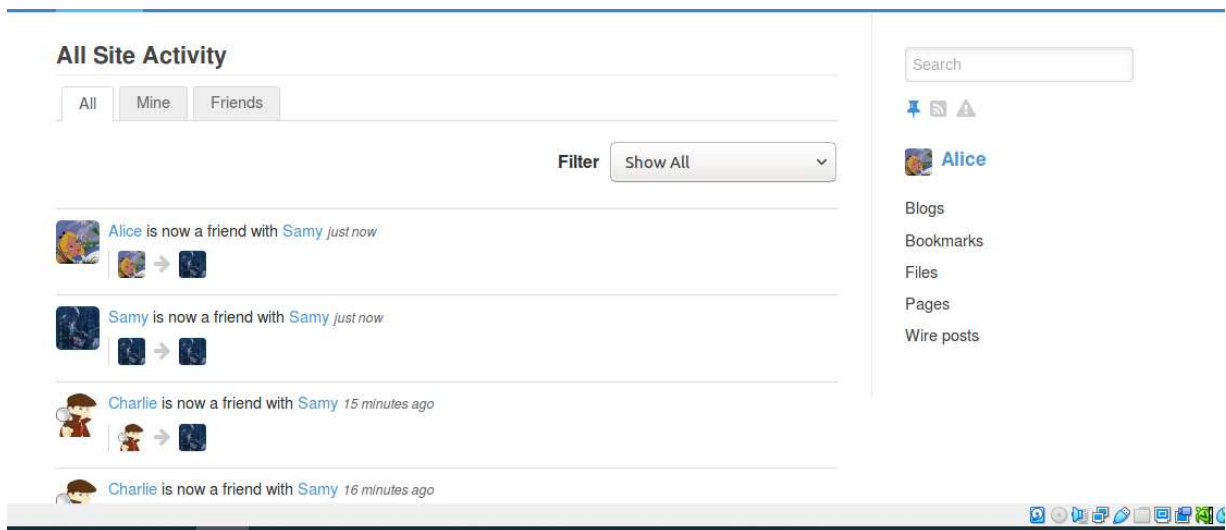 All Site Activity
All Mine Friends
Filter Show All
Alice is now a friend with Samy just now
Samy is now a friend with Samy just now
Charlie is now a friend with Samy 15 minutes ago
Charlie is now a friend with Samy 16 minutes ago
Search
Alice
Blogs
Bookmarks
Files
Pages
Wire posts